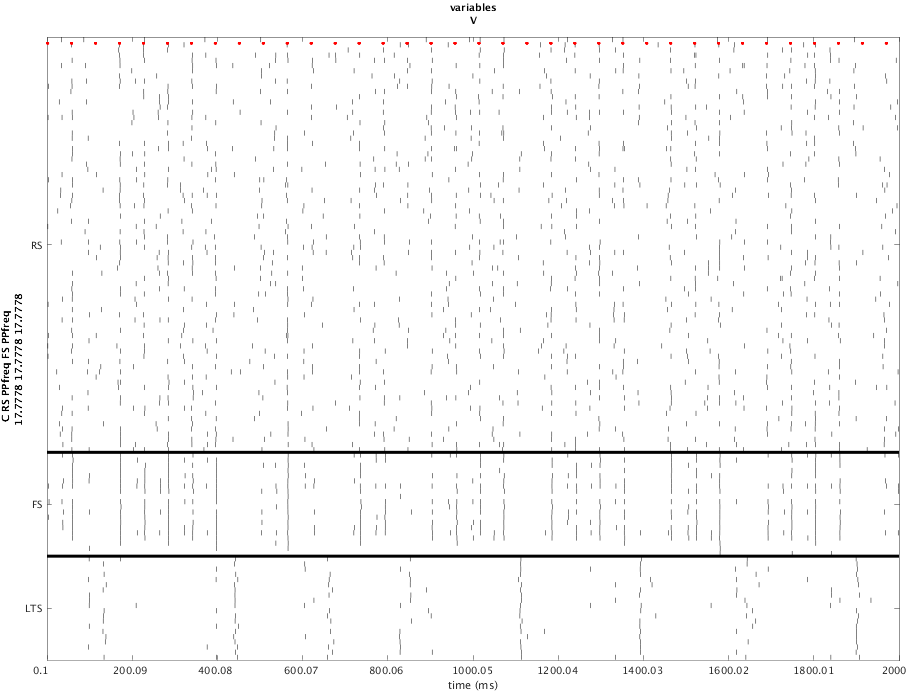 variables
V
C RS PPfreq FS PPfreq
17.7778 17.7778 17.7778
RS
FS
LTS
0.1 200.09 400.08 600.07 800.06 1000.05 1200.04 1400.03 1600.02 1800.01 2000
time (ms)